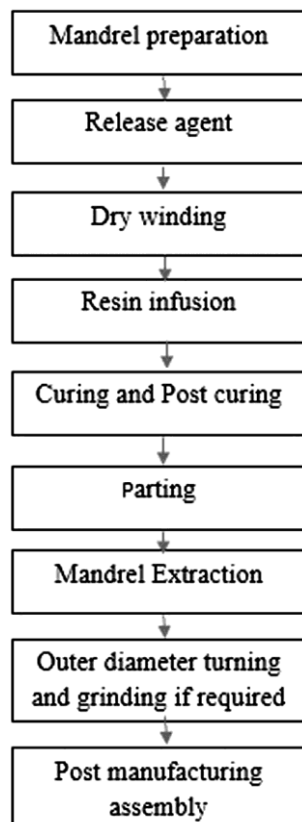 Mandrel preparation
Release agent
Dry winding
Resin infusion
Curing and Post curing
Parting
Mandrel Extraction
Outer diameter turning
and grinding if required
Post manufacturing
assembly